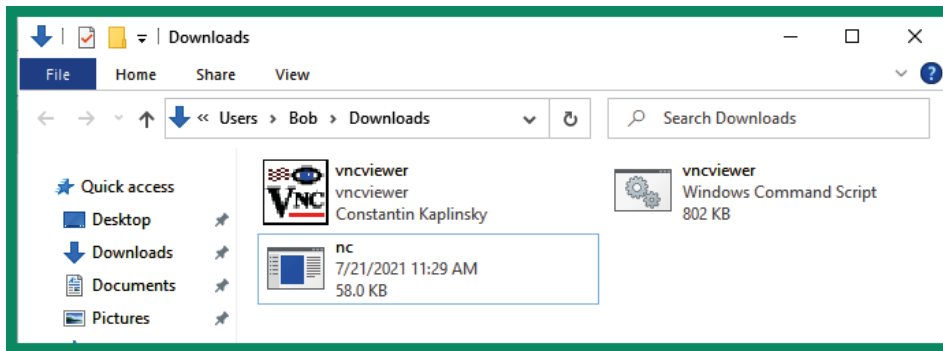 Downloads
File Home Share View
« Users › Bob › Downloads
Search Downloads
Quick access
Desktop
Downloads
Documents
Pictures
VNC
vncviewer
vncviewer
Constantin Kaplinsky
vncviewer
Windows Command Script
802 KB
nc
7/21/2021 11:29 AM
58.0 KB